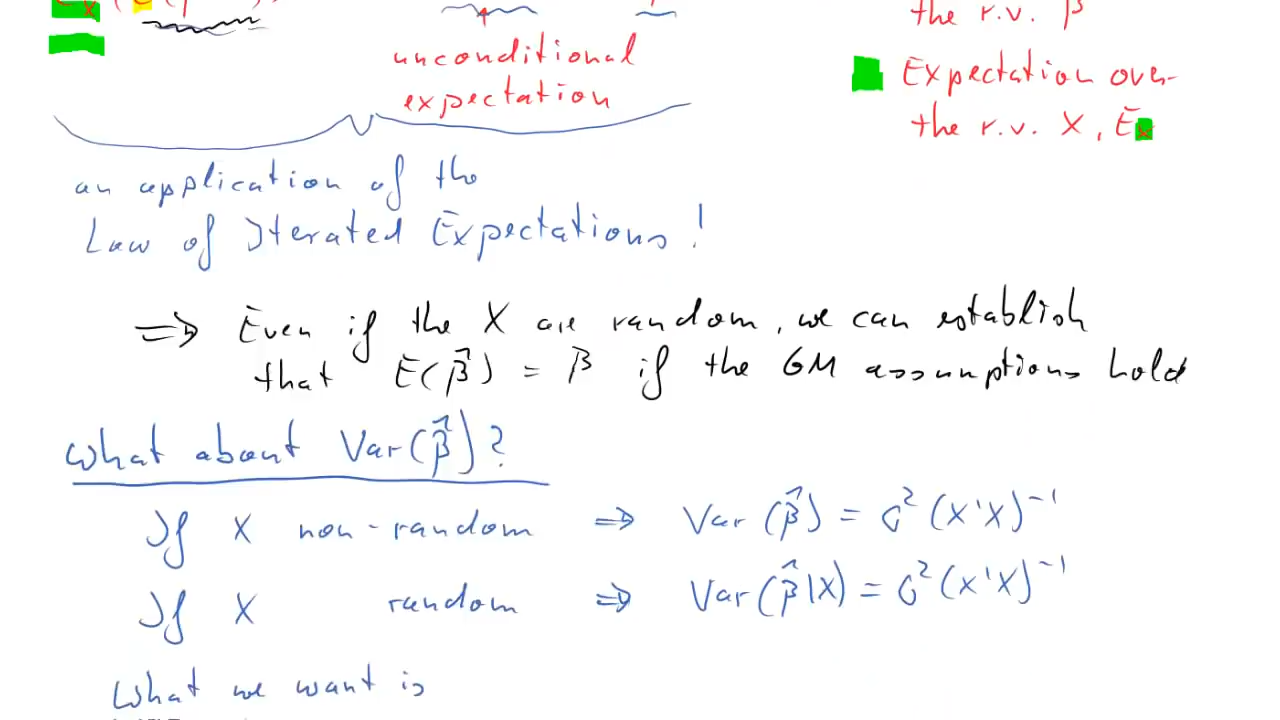 the r.v. β
unconditional
expectation
Expectation over
the r.v. X, Ex
an application of the
Law of Iterated Expectations!
⇒ Even if the X are random, we can establish
that E(β̂) = β if the GM assumptions hold
What about Var(β̂)?
If X non-random ⇒ Var(β̂) = σ²(X'X)⁻¹
If X random ⇒ Var(β̂|X) = σ²(X'X)⁻¹
What we want is